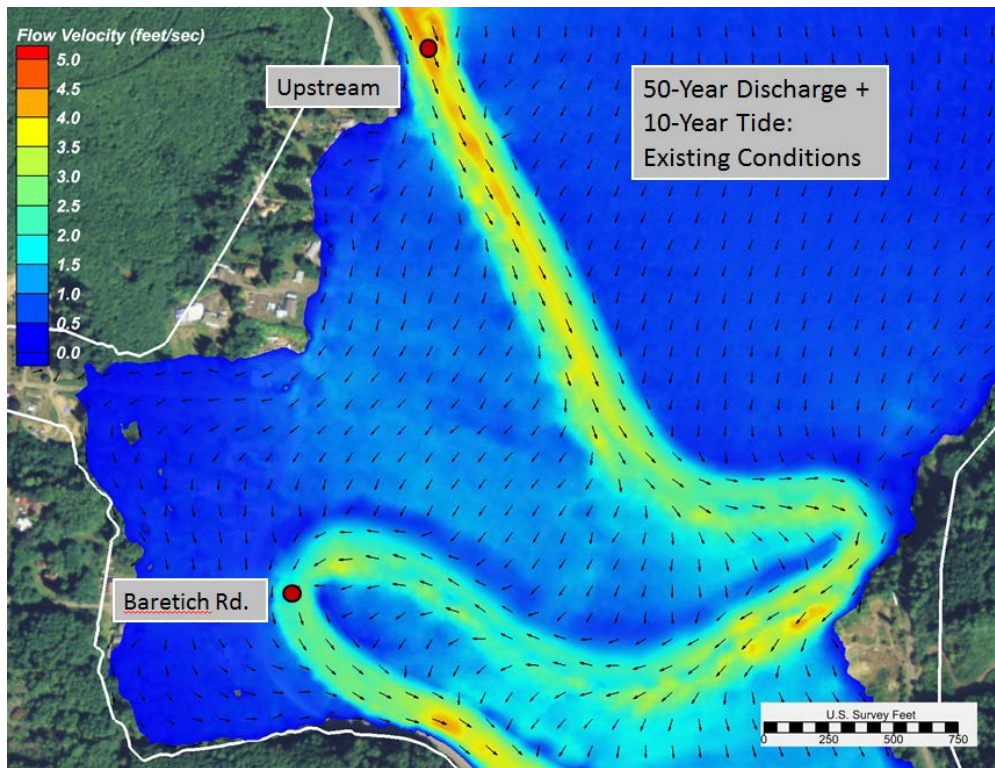 Flow Velocity (feet/sec)
5.0
4.5
4.0
3.5
3.0
2.5
2.0
1.5
1.0
0.5
0.0
Upstream
50-Year Discharge +
10-Year Tide:
Existing Conditions
Baretich Rd.
U.S. Survey Feet
0 250 500 750